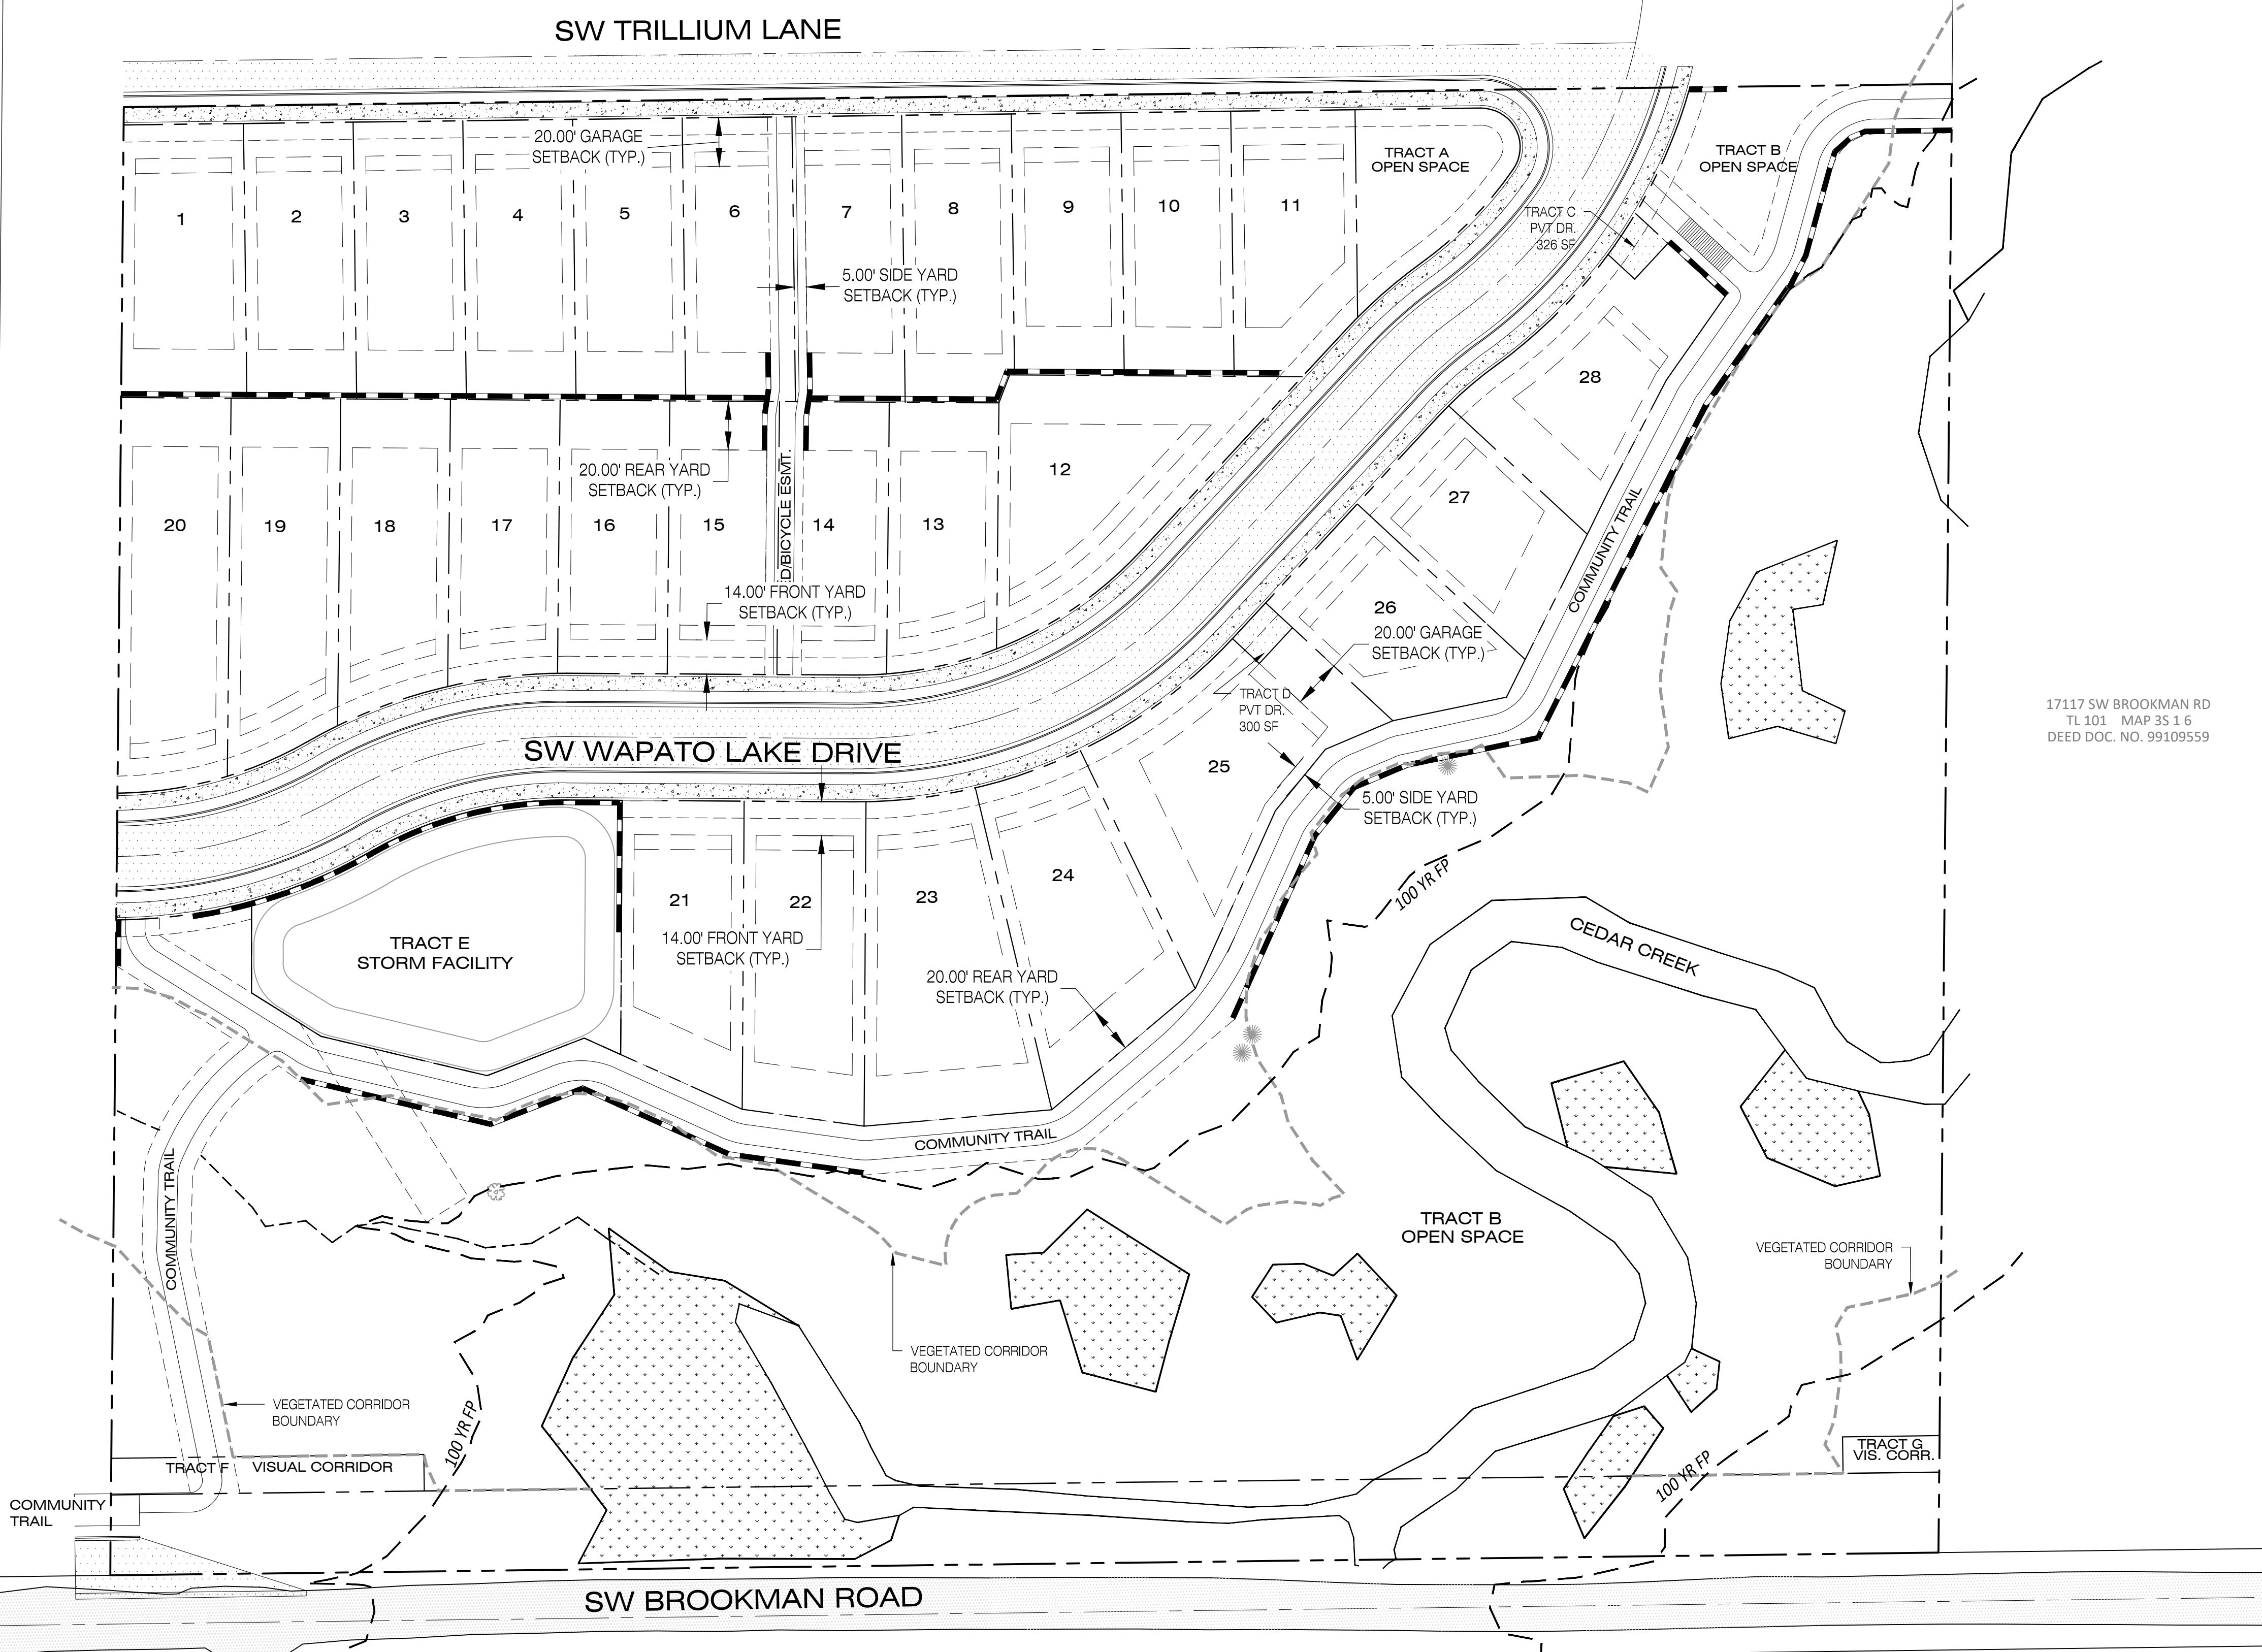 SW TRILLIUM LANE
20.00' GARAGE
SETBACK (TYP.)
TRACT A
OPEN SPACE
TRACT B
OPEN SPACE
1
2
3
4
5
6
7
8
9
10
11
TRACT C
PVT DR.
326 SF
5.00' SIDE YARD
SETBACK (TYP.)
28
20.00' REAR YARD
SETBACK (TYP.)
D/BICYCLE ESMT.
12
27
20
19
18
17
16
15
14
13
COMMUNITY TRAIL
14.00' FRONT YARD
SETBACK (TYP.)
26
20.00' GARAGE
SETBACK (TYP.)
TRACT D
PVT DR.
300 SF
17117 SW BROOKMAN RD
TL 101 MAP 3S 1 6
DEED DOC. NO. 99109559
SW WAPATO LAKE DRIVE
25
5.00' SIDE YARD
SETBACK (TYP.)
24
21
22
23
100 YR FP
14.00' FRONT YARD
SETBACK (TYP.)
TRACT E
STORM FACILITY
CEDAR CREEK
20.00' REAR YARD
SETBACK (TYP.)
COMMUNITY TRAIL
COMMUNITY TRAIL
TRACT B
OPEN SPACE
VEGETATED CORRIDOR
BOUNDARY
VEGETATED CORRIDOR
BOUNDARY
VEGETATED CORRIDOR
BOUNDARY
100 YR FP
TRACT F VISUAL CORRIDOR
TRACT G
VIS. CORR.
100 YR FP
COMMUNITY
TRAIL
SW BROOKMAN ROAD